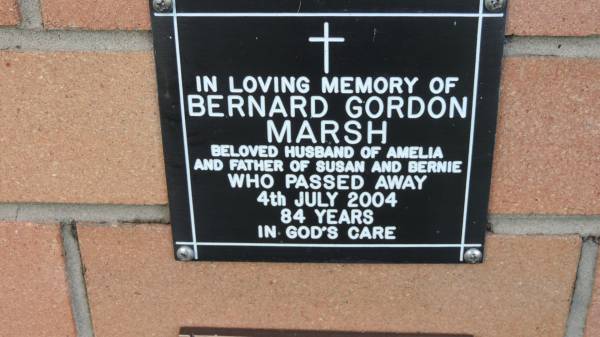 IN LOVING MEMORY OF
BERNARD GORDON
MARSH
BELOVED HUSBAND OF AMELIA
AND FATHER OF SUSAN AND BERNIE
WHO PASSED AWAY
4th JULY 2004
84 YEARS
IN GOD'S CARE